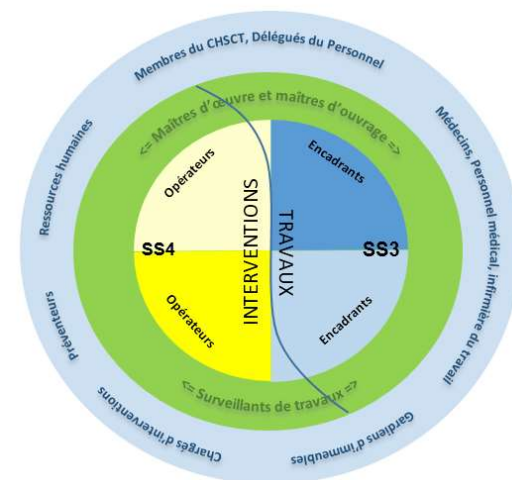 Membres du CHSCT, Délégués du Personnel
Médecins, Personnel médical, infirmière du travail
Gardiens d'immeubles
Chargés d'interventions
Préventeurs
Ressources humaines
<= Maîtres d'œuvre et maîtres d'ouvrage =>
<= Surveillants de travaux =>
Opérateurs
Encadrants
SS4
INTERVENTIONS
TRAVAUX
SS3
Opérateurs
Encadrants